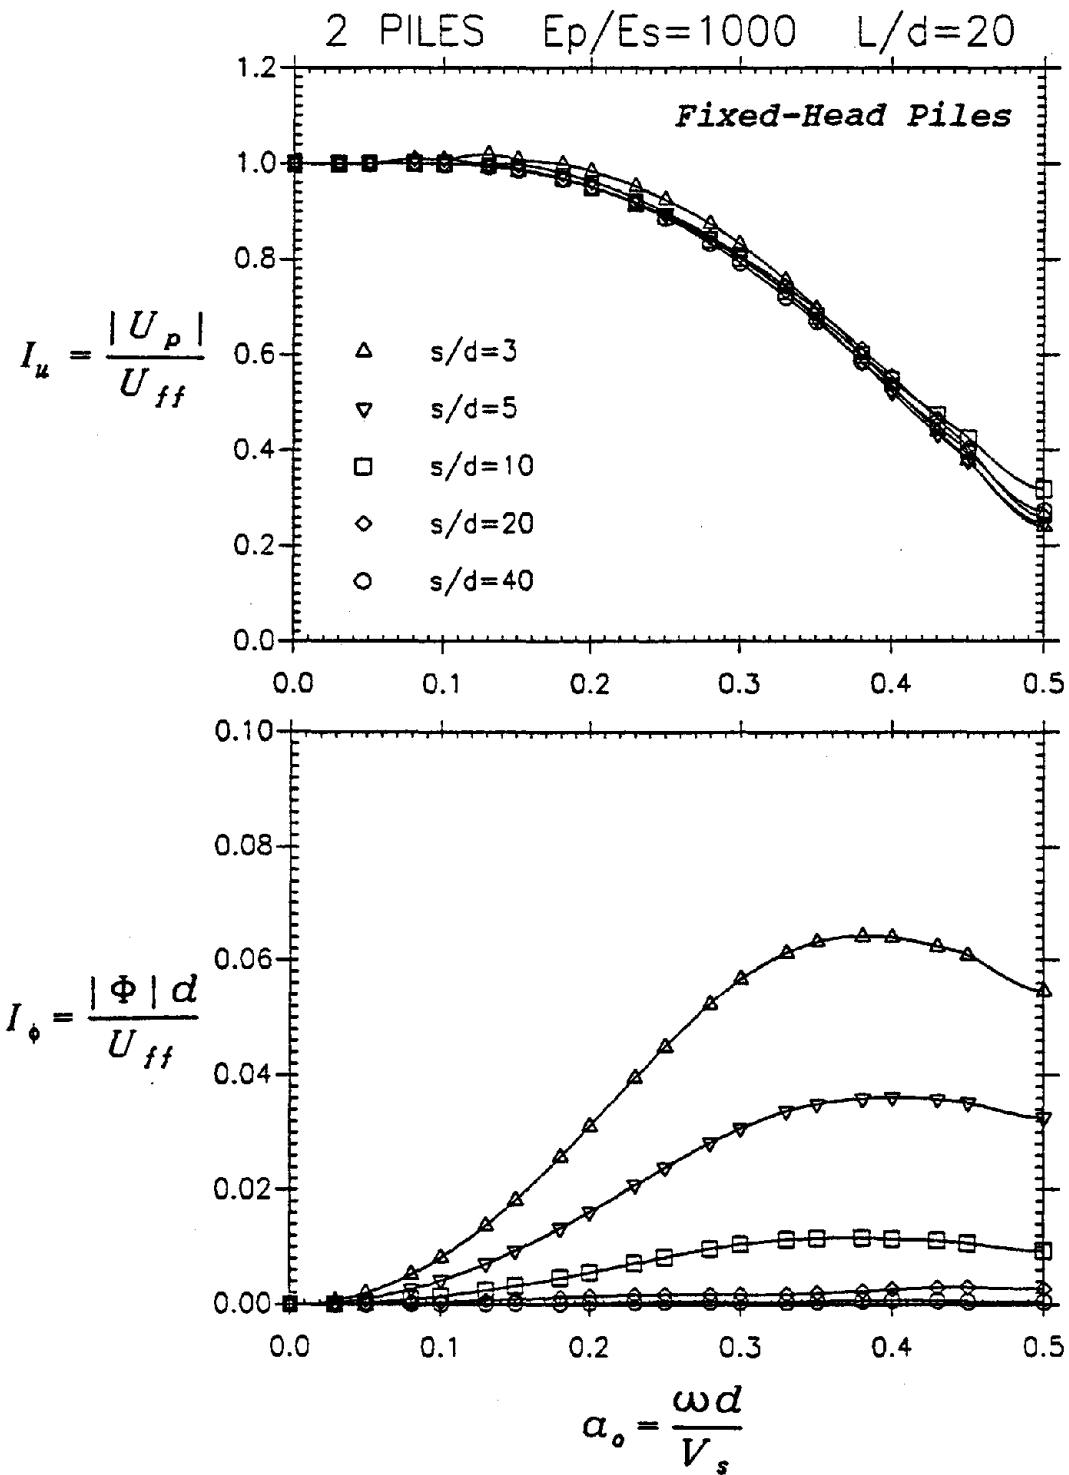 2 PILES Ep/Es=1000 L/d=20
Fixed-Head Piles
1.2
1.0
0.8
0.6
0.4
0.2
0.0
I_u = |U_p| / U_ff
s/d=3
s/d=5
s/d=10
s/d=20
s/d=40
0.0 0.1 0.2 0.3 0.4 0.5
0.10
0.08
0.06
0.04
0.02
0.00
I_ϕ = |Φ| d / U_ff
0.0 0.1 0.2 0.3 0.4 0.5
a_o = ωd / V_s